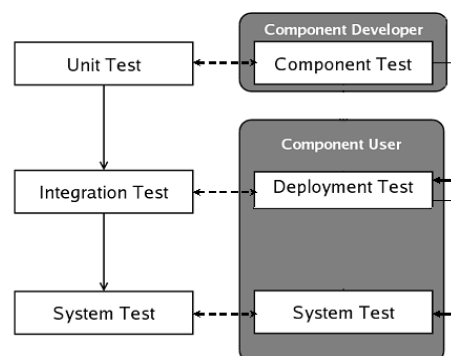 Component Developer
Unit Test
Component Test
Component User
Integration Test
Deployment Test
System Test
System Test